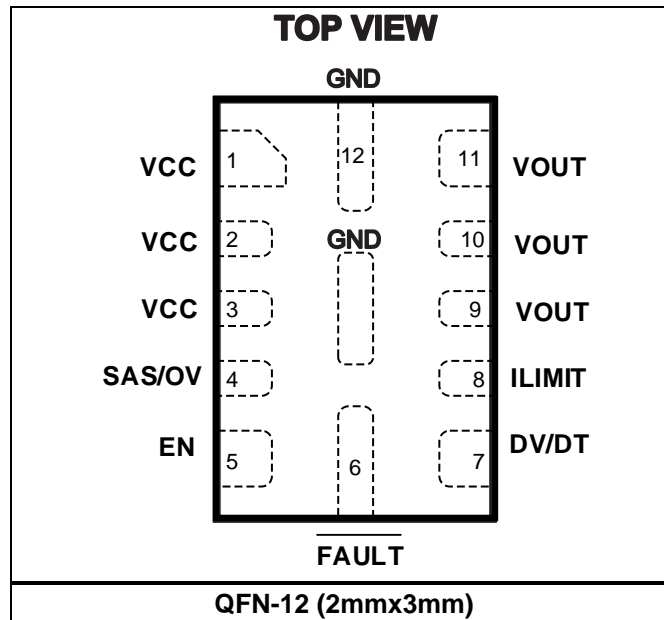 TOP VIEW
GND
VCC 1 12 11 VOUT
VCC 2 GND 10 VOUT
VCC 3 9 VOUT
SAS/OV 4 8 ILIMIT
EN 5 6 7 DV/DT
FAULT
QFN-12 (2mmx3mm)